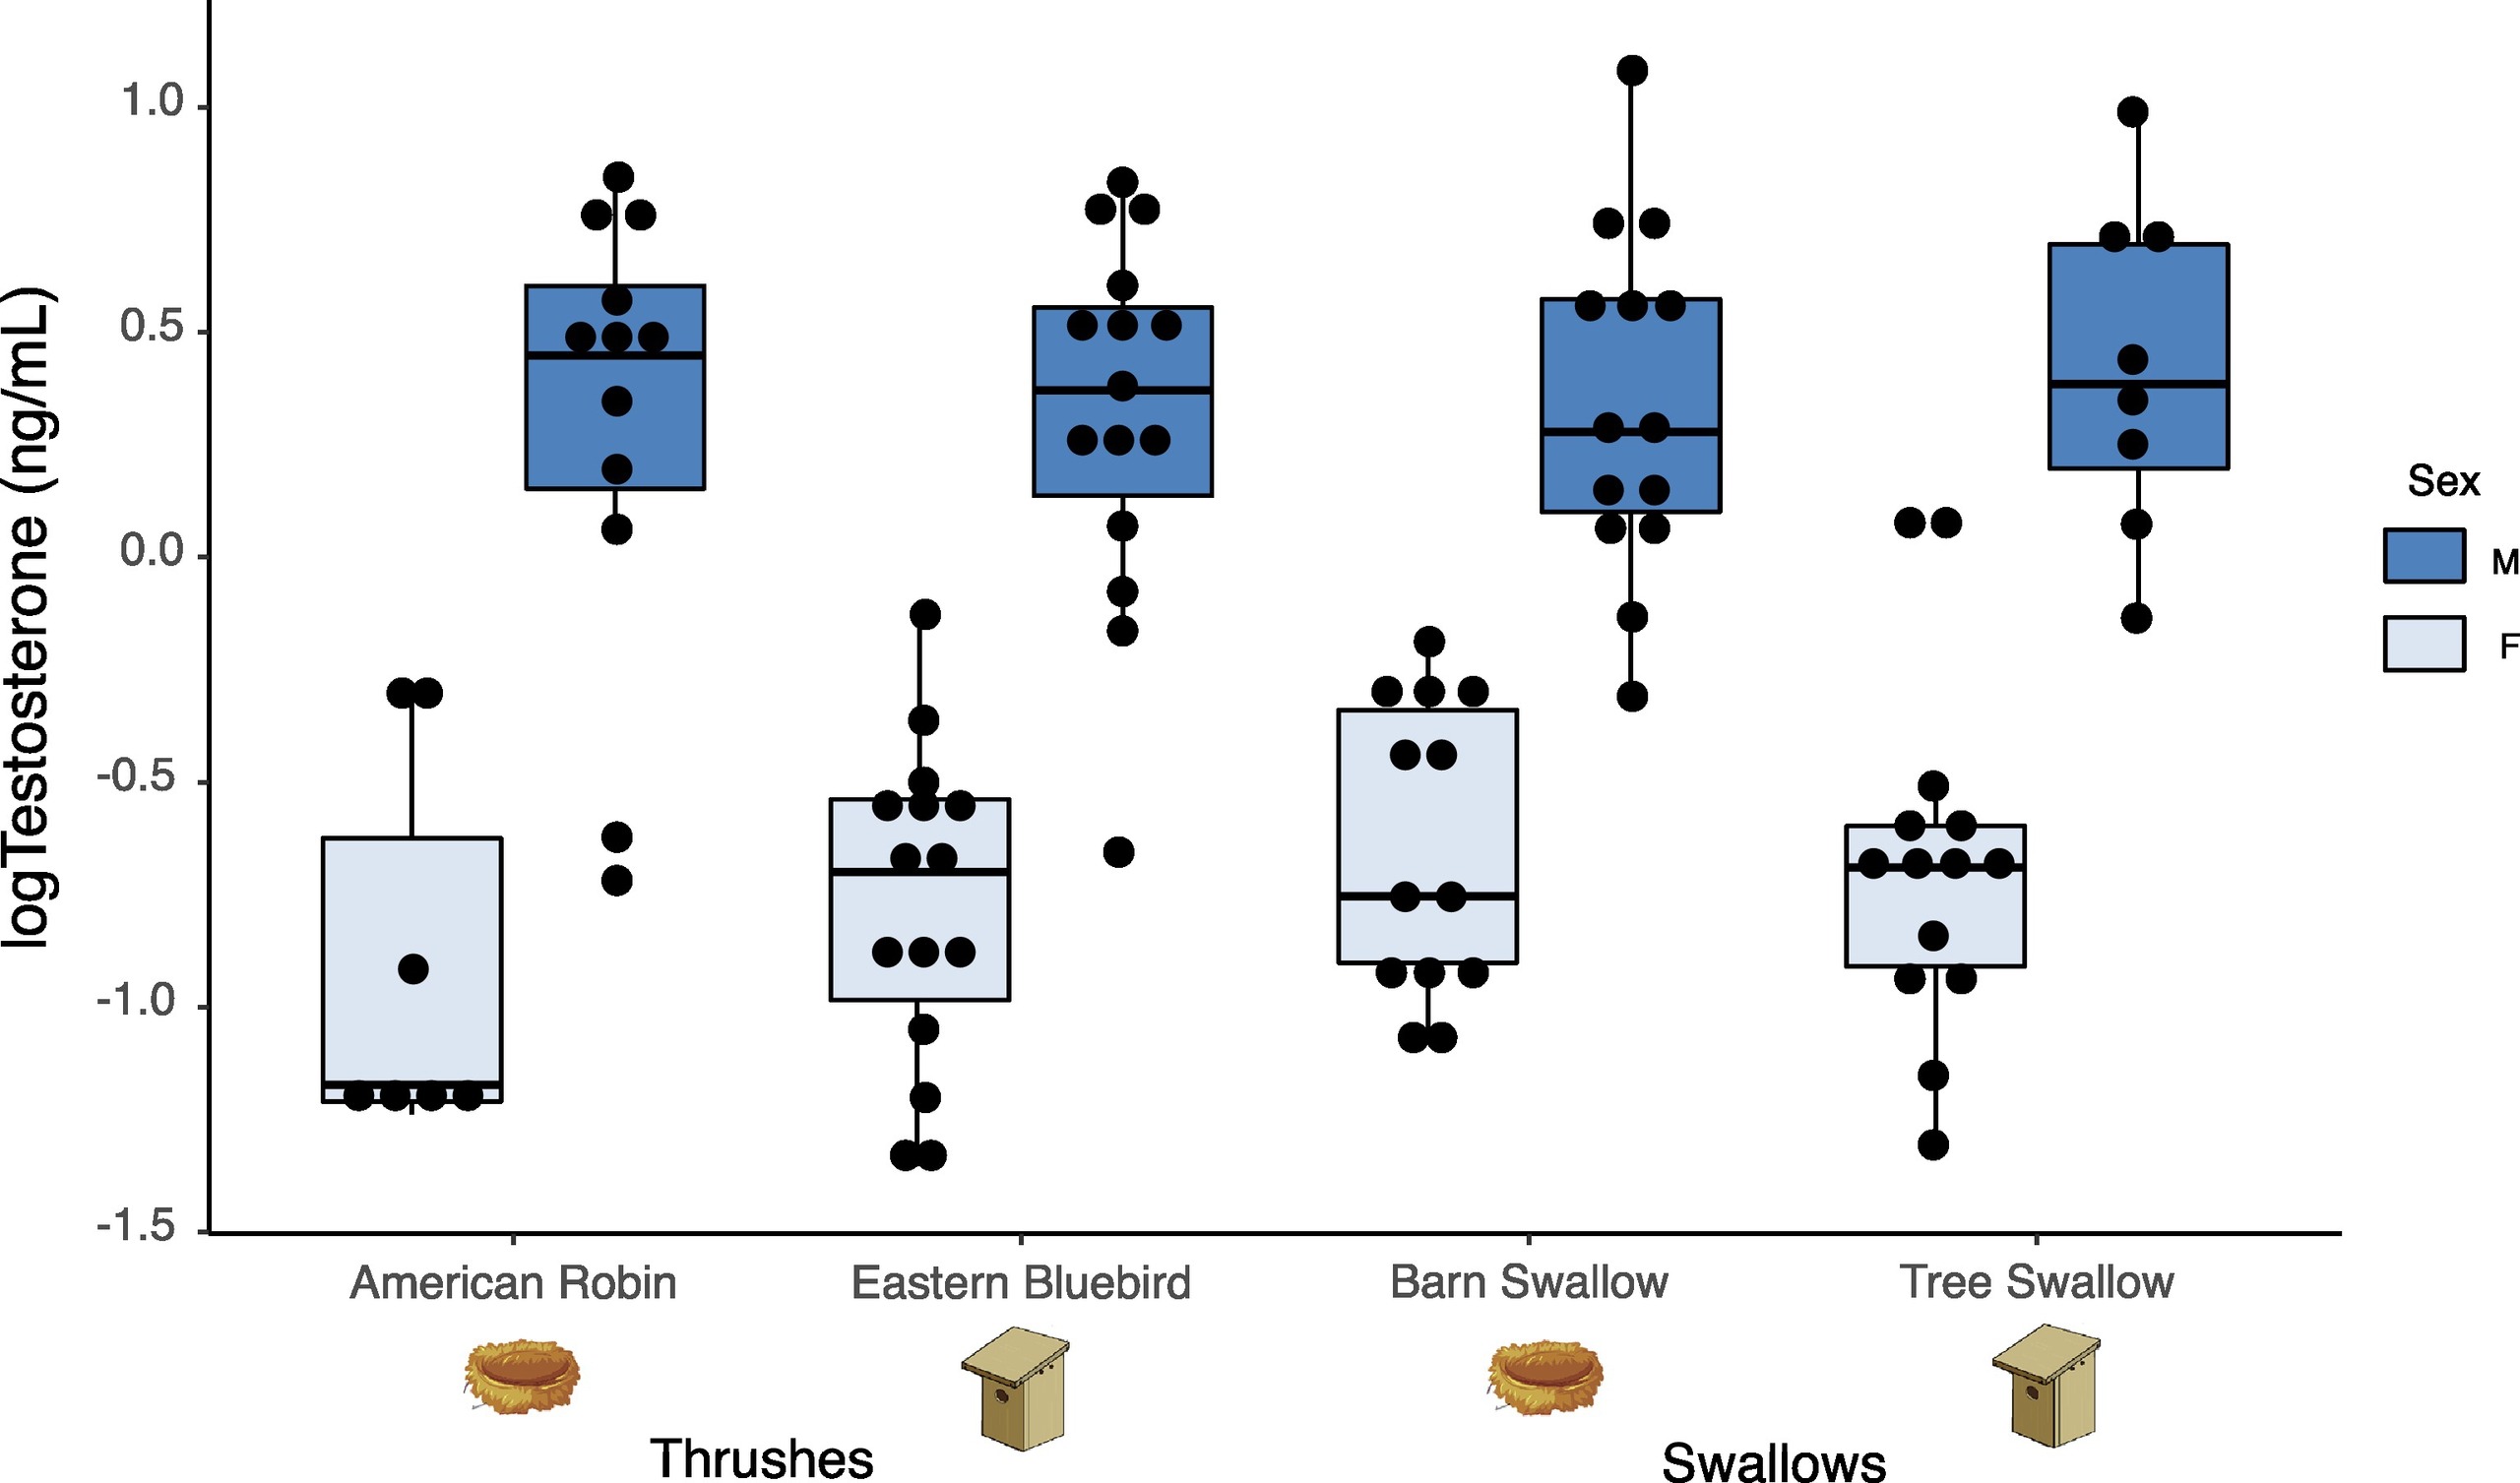 logTestosterone (ng/mL)
1.0
0.5
0.0
-0.5
-1.0
-1.5
American Robin
Eastern Bluebird
Barn Swallow
Tree Swallow
Thrushes
Swallows
Sex
M
F